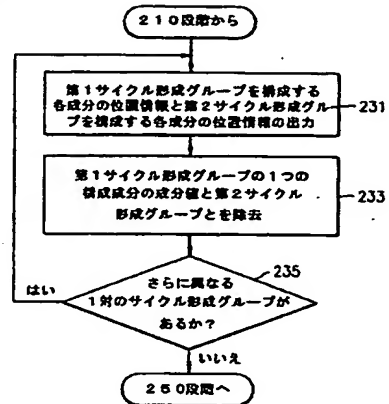 210段階から
第1サイクル形成グループを構成する
各成分の位置情報と第2サイクル形成グル
ープを構成する各成分の位置情報の出力
231
第1サイクル形成グループの1つの
構成成分の成分値と第2サイクル
形成グループとを除去
233
235
さらに異なる
1対のサイクル形成グループが
あるか?
はい
いいえ
250段階へ